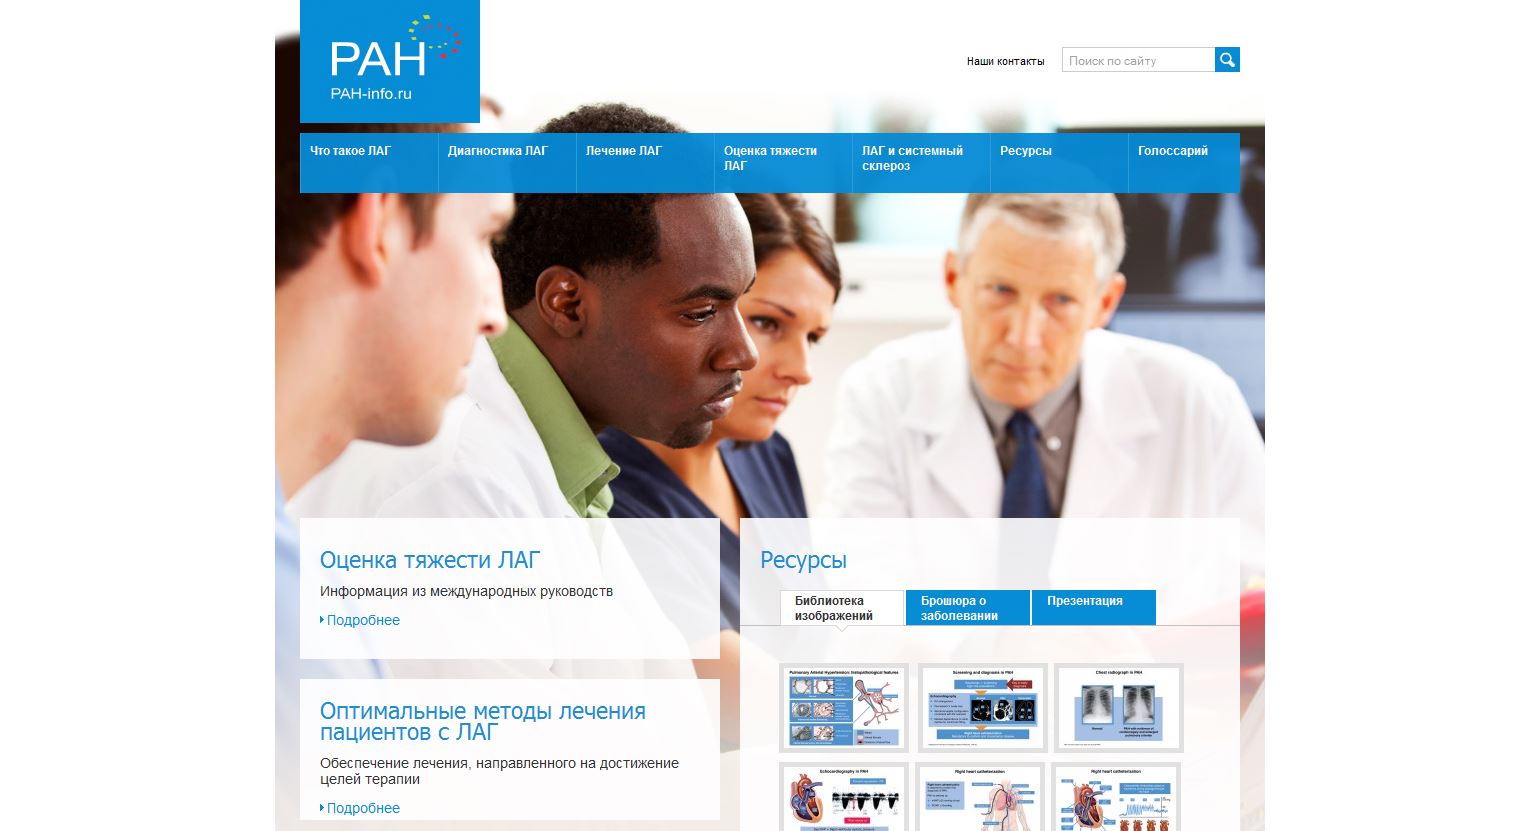 PAH
PAH-info.ru
Наши контакты
Поиск по сайту
Что такое ЛАГ
Диагностика ЛАГ
Лечение ЛАГ
Оценка тяжести
ЛАГ
ЛАГ и системный
склероз
Ресурсы
Голоссарий
Оценка тяжести ЛАГ
Информация из международных руководств
Подробнее
Оптимальные методы лечения
пациентов с ЛАГ
Обеспечение лечения, направленного на достижение
целей терапии
Подробнее
Ресурсы
Библиотека
изображений
Брошюра о
заболевании
Презентация
Pulmonary Arterial Hypertension: histopathological features
Screening and diagnosis in PAH
Chest radiograph in PAH
Echocardiography in PAH
Right heart catheterization
Right heart catheterization